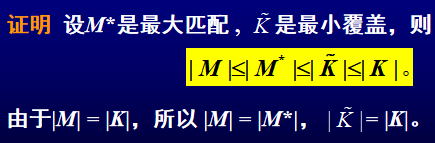 证明 设M*是最大匹配，K̃是最小覆盖，则
|M|≤|M*|≤|K̃|≤|K|。
由于|M| = |K|，所以 |M| = |M*|，|K̃| = |K|。